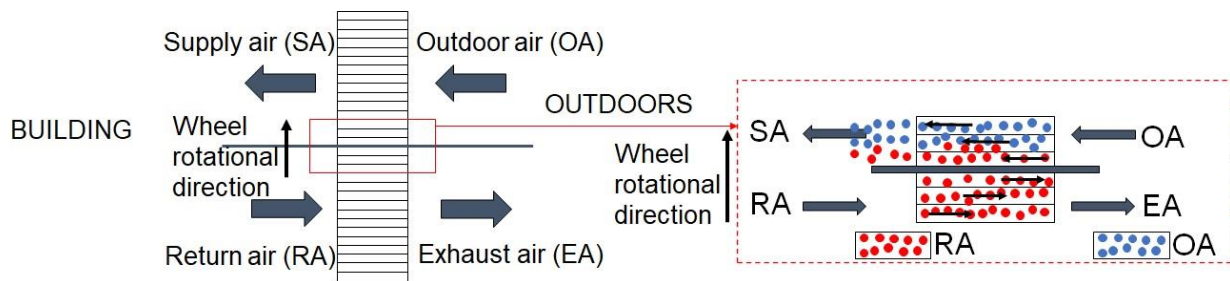 Supply air (SA)
Outdoor air (OA)
BUILDING
Wheel
rotational
direction
OUTDOORS
Return air (RA)
Exhaust air (EA)
Wheel
rotational
direction
SA
OA
RA
EA
RA
OA